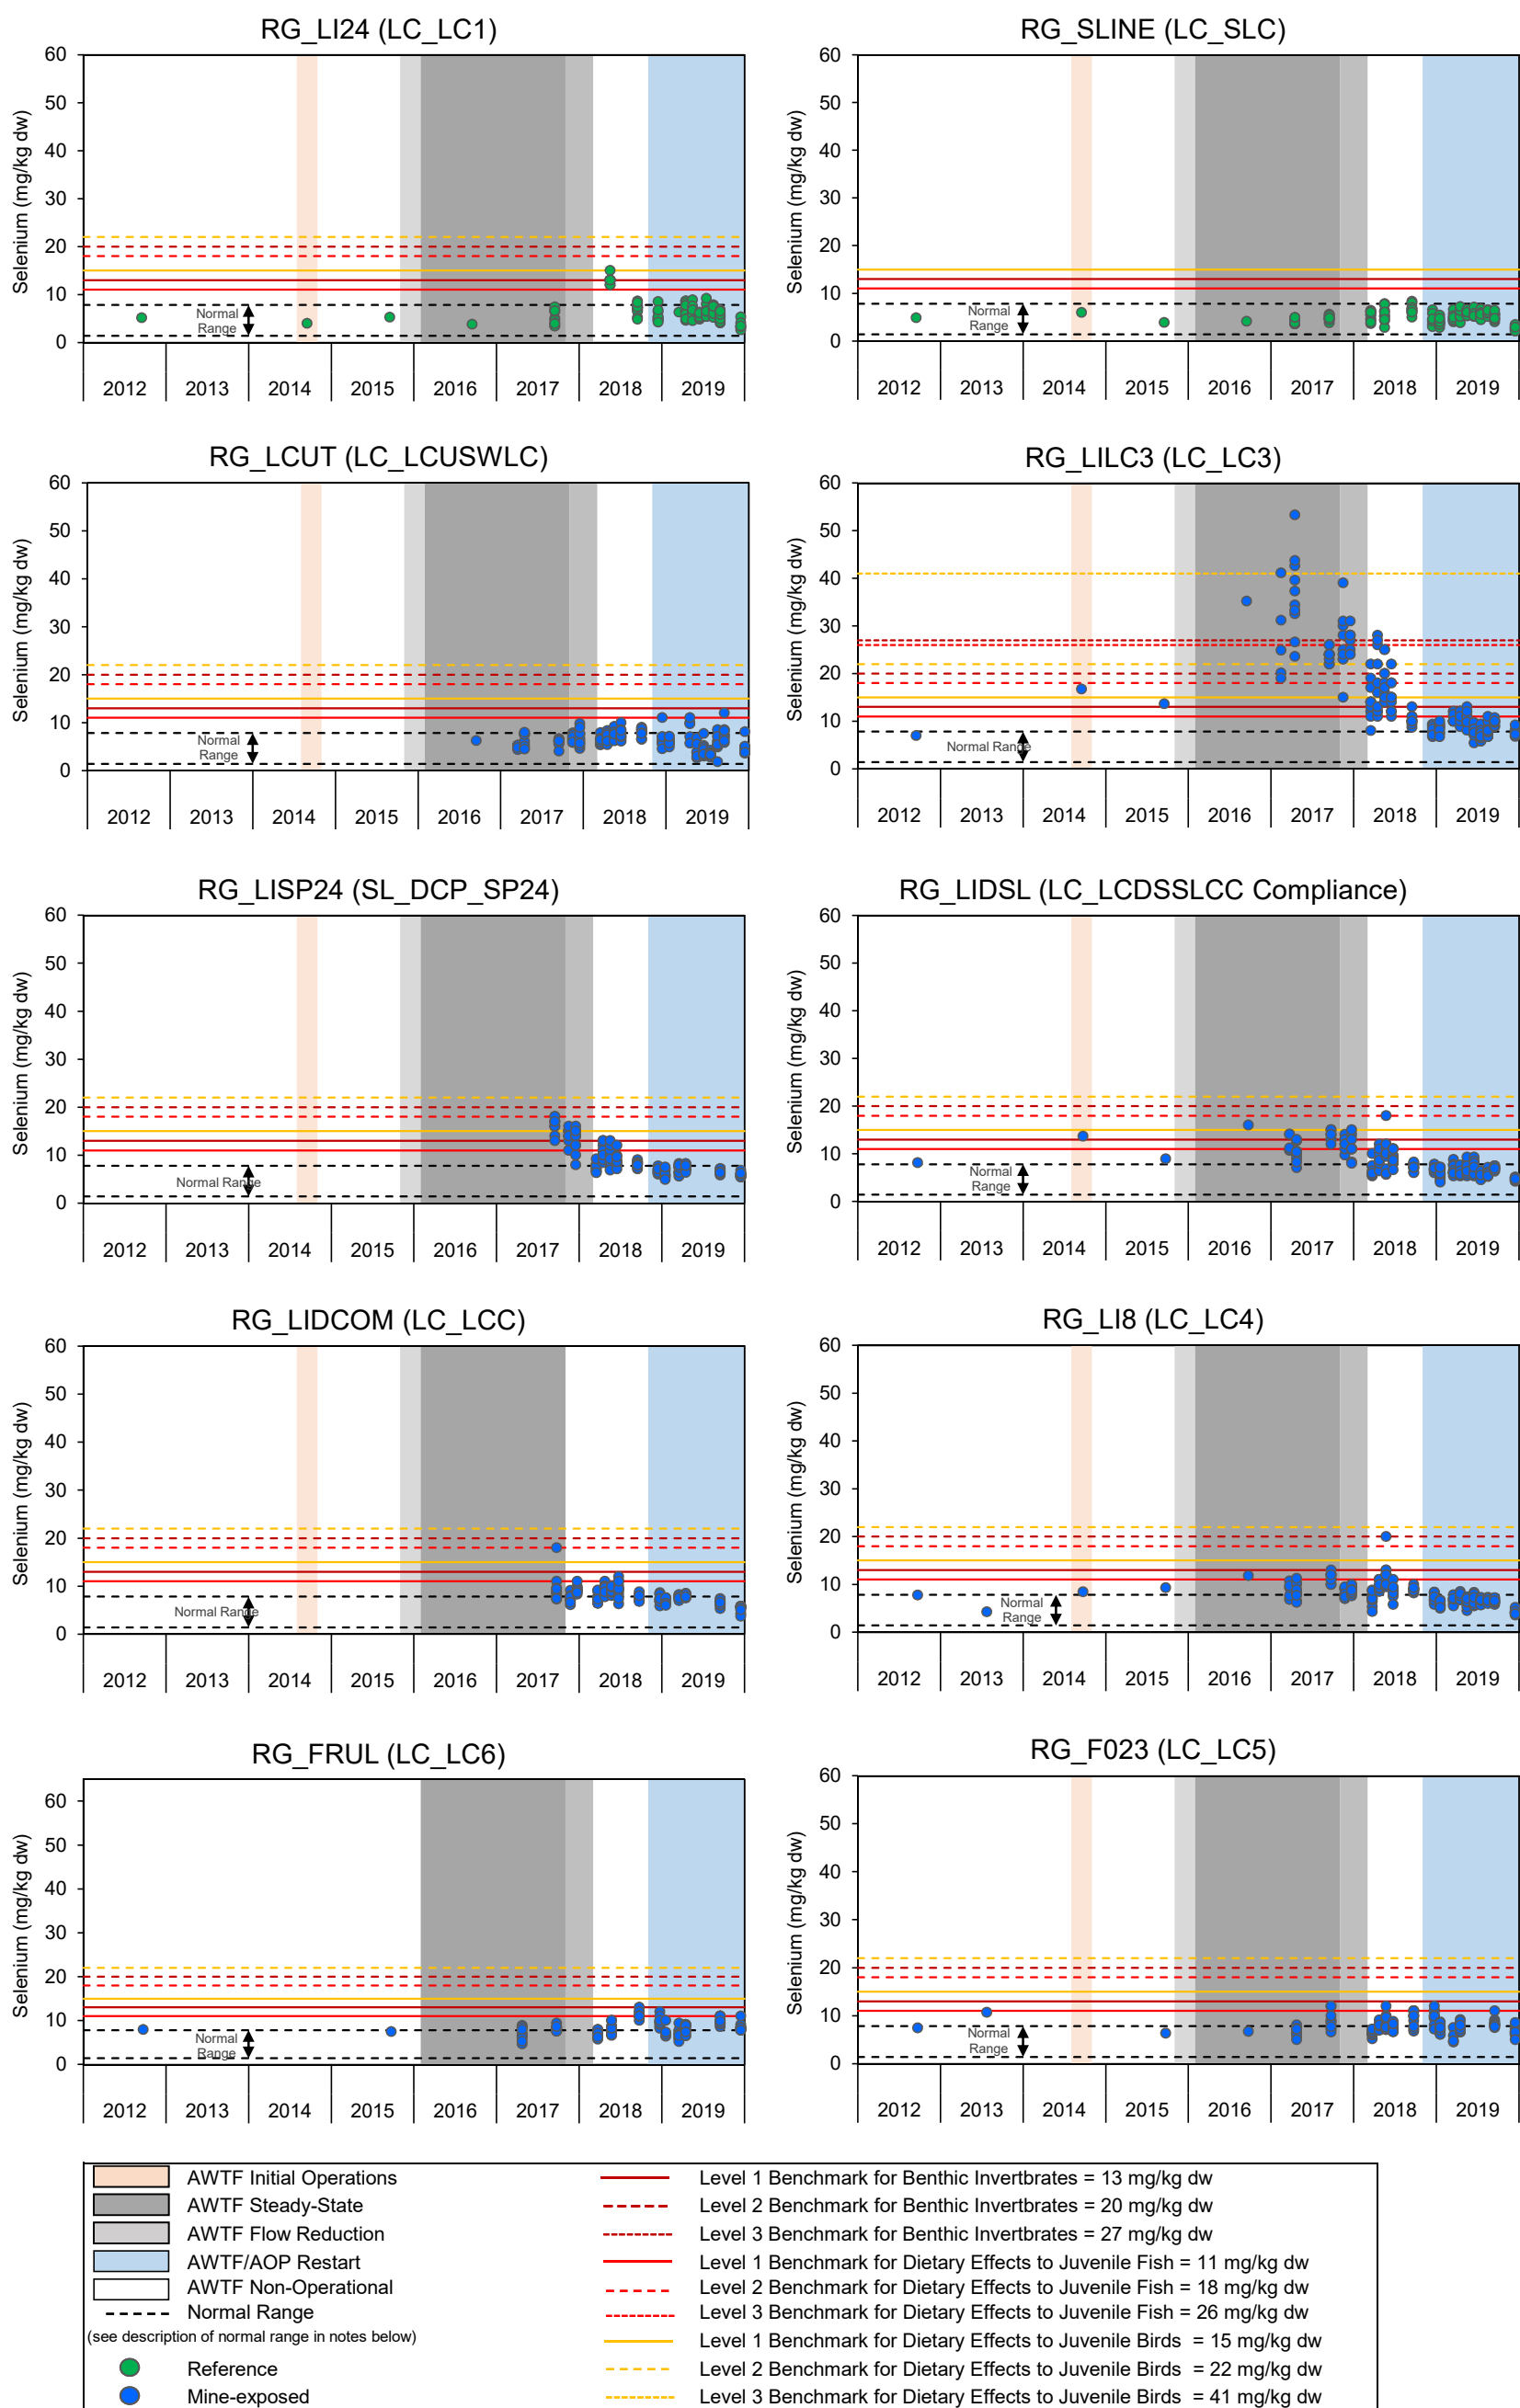 RG_LI24 (LC_LC1)
Selenium (mg/kg dw)
60
50
40
30
20
10
0
Normal
Range
2012 2013 2014 2015 2016 2017 2018 2019
RG_SLINE (LC_SLC)
Selenium (mg/kg dw)
60
50
40
30
20
10
0
Normal
Range
2012 2013 2014 2015 2016 2017 2018 2019
RG_LCUT (LC_LCUSWLC)
Selenium (mg/kg dw)
60
50
40
30
20
10
0
Normal
Range
2012 2013 2014 2015 2016 2017 2018 2019
RG_LILC3 (LC_LC3)
Selenium (mg/kg dw)
60
50
40
30
20
10
0
Normal Range
2012 2013 2014 2015 2016 2017 2018 2019
RG_LISP24 (SL_DCP_SP24)
Selenium (mg/kg dw)
60
50
40
30
20
10
0
Normal Range
2012 2013 2014 2015 2016 2017 2018 2019
RG_LIDSL (LC_LCDSSLCC Compliance)
Selenium (mg/kg dw)
60
50
40
30
20
10
0
Normal
Range
2012 2013 2014 2015 2016 2017 2018 2019
RG_LIDCOM (LC_LCC)
Selenium (mg/kg dw)
60
50
40
30
20
10
0
Normal Range
2012 2013 2014 2015 2016 2017 2018 2019
RG_LI8 (LC_LC4)
Selenium (mg/kg dw)
60
50
40
30
20
10
0
Normal
Range
2012 2013 2014 2015 2016 2017 2018 2019
RG_FRUL (LC_LC6)
Selenium (mg/kg dw)
60
50
40
30
20
10
0
Normal
Range
2012 2013 2014 2015 2016 2017 2018 2019
RG_F023 (LC_LC5)
Selenium (mg/kg dw)
60
50
40
30
20
10
0
Normal
Range
2012 2013 2014 2015 2016 2017 2018 2019
AWTF Initial Operations
AWTF Steady-State
AWTF Flow Reduction
AWTF/AOP Restart
AWTF Non-Operational
Normal Range
(see description of normal range in notes below)
Reference
Mine-exposed
Level 1 Benchmark for Benthic Invertbrates = 13 mg/kg dw
Level 2 Benchmark for Benthic Invertbrates = 20 mg/kg dw
Level 3 Benchmark for Benthic Invertbrates = 27 mg/kg dw
Level 1 Benchmark for Dietary Effects to Juvenile Fish = 11 mg/kg dw
Level 2 Benchmark for Dietary Effects to Juvenile Fish = 18 mg/kg dw
Level 3 Benchmark for Dietary Effects to Juvenile Fish = 26 mg/kg dw
Level 1 Benchmark for Dietary Effects to Juvenile Birds = 15 mg/kg dw
Level 2 Benchmark for Dietary Effects to Juvenile Birds = 22 mg/kg dw
Level 3 Benchmark for Dietary Effects to Juvenile Birds = 41 mg/kg dw